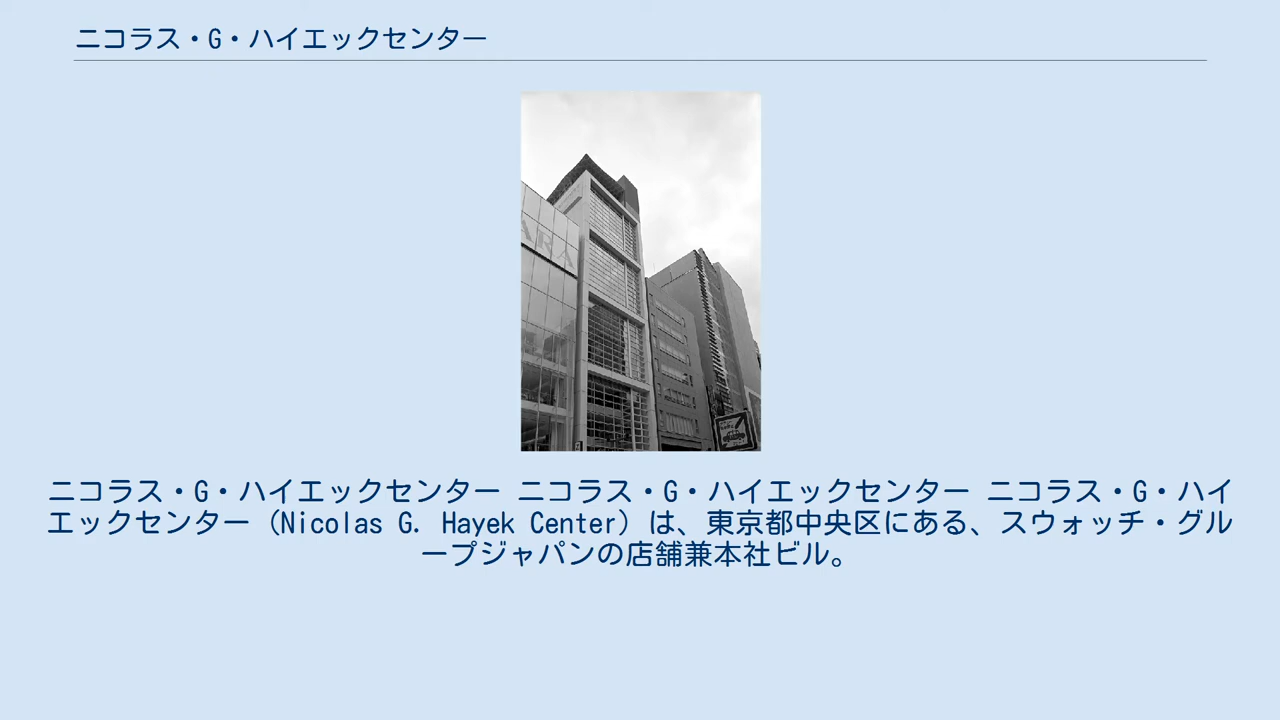 ニコラス・G・ハイエックセンター
ARA
ニコラス・G・ハイエックセンター ニコラス・G・ハイエックセンター ニコラス・G・ハイ
エックセンター（Nicolas G. Hayek Center）は、東京都中央区にある、スウォッチ・グル
ープジャパンの店舗兼本社ビル。